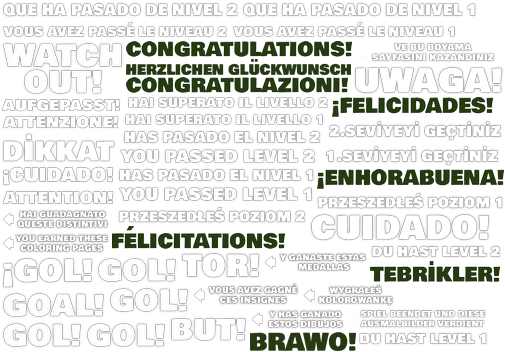 QUE HA PASADO DE NIVEL 2 QUE HA PASADO DE NIVEL 1
VOUS AVEZ PASSÉ LE NIVEAU 2 VOUS AVEZ PASSÉ LE NIVEAU 1
WATCH
OUT!
CONGRATULATIONS!
VE BU BOYAMA
SAYFASINI KAZANDINIZ
HERZLICHEN GLÜCKWUNSCH
CONGRATULAZIONI!
UWAGA!
AUFGEPASST!
HAI SUPERATO IL LIVELLO 2
¡FELICIDADES!
ATTENZIONE!
HAI SUPERATO IL LIVELLO 1
HAS PASADO EL NIVEL 2
2.SEVİYEYİ GEÇTİNİZ
DİKKAT
YOU PASSED LEVEL 2
1.SEVİYEYİ GEÇTİNİZ
¡CUIDADO!
HAS PASADO EL NIVEL 1
¡ENHORABUENA!
ATTENTION!
YOU PASSED LEVEL 1
PRZESZEDŁEŚ POZIOM 1
HAI GUADAGNATO
QUESTE DISTINTIVI
PRZESZEDŁEŚ POZIOM 2
CUIDADO!
YOU EARNED THESE
COLORING PAGES
FÉLICITATIONS!
DU HAST LEVEL 2
¡GOL! GOL! TOR!
Y GANASTE ESTAS
MEDALLAS
TEBRİKLER!
GOAL! GOL!
VOUS AVEZ GAGNÉ
CES INSIGNES
WYGRAŁEŚ
KOLOROWANKĘ
GOL! GOL! BUT!
Y HAS GANADO
ESTOS DIBUJOS
SPIEL BEENDET UND DIESE
AUSMALBILDER VERDIENT
BRAWO!
DU HAST LEVEL 1